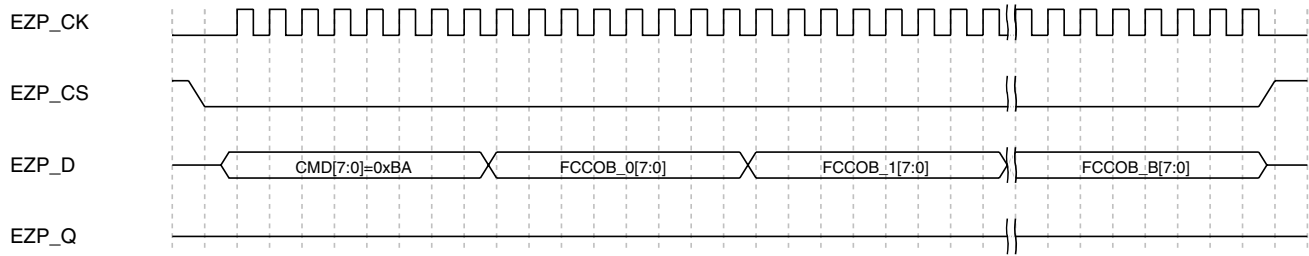 EZP_CK
EZP_CS
EZP_D
CMD[7:0]=0xBA FCCOB_0[7:0] FCCOB_1[7:0] FCCOB_B[7:0]
EZP_Q